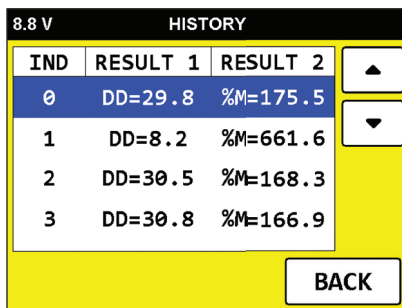 8.8 V HISTORY
IND RESULT 1 RESULT 2
0 DD=29.8 %M=175.5
1 DD=8.2 %M=661.6
2 DD=30.5 %M=168.3
3 DD=30.8 %M=166.9
BACK